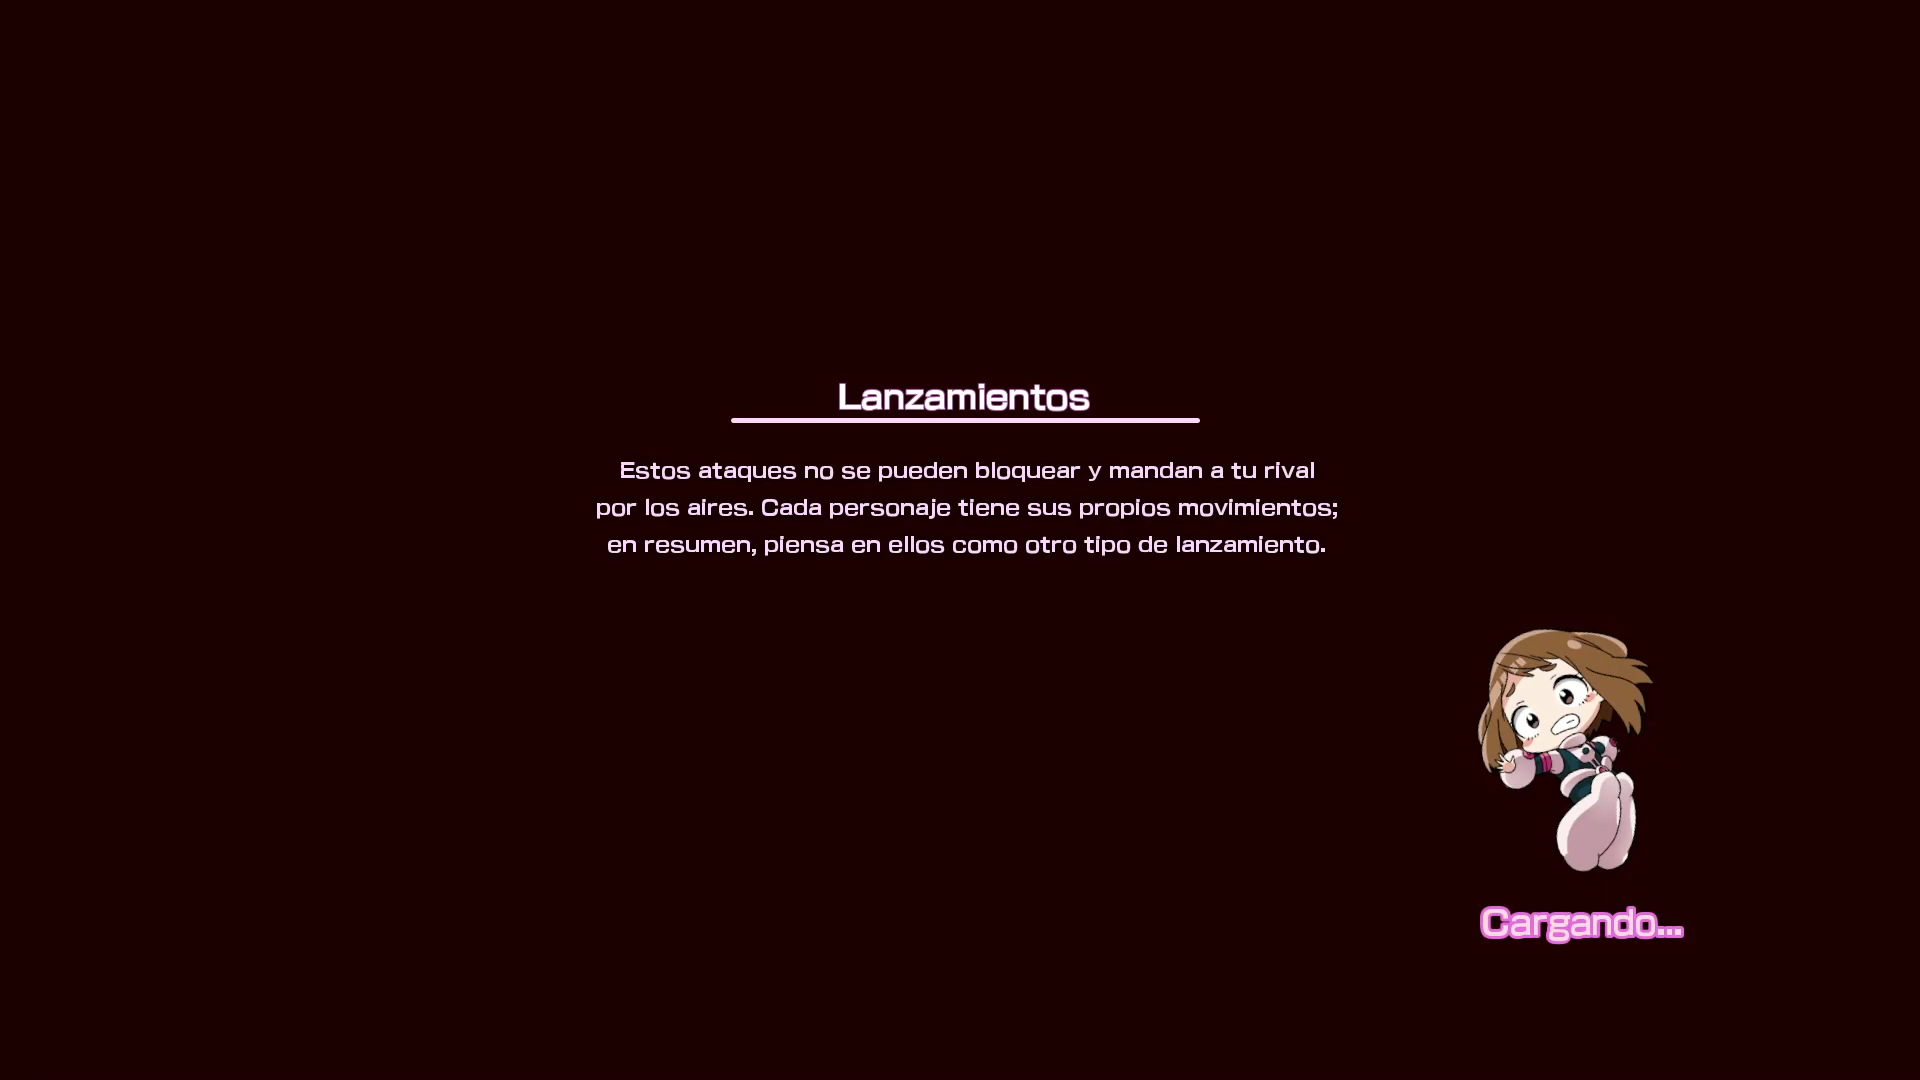 Lanzamientos
Estos ataques no se pueden bloquear y mandan a tu rival
por los aires. Cada personaje tiene sus propios movimientos;
en resumen, piensa en ellos como otro tipo de lanzamiento.
Cargando...